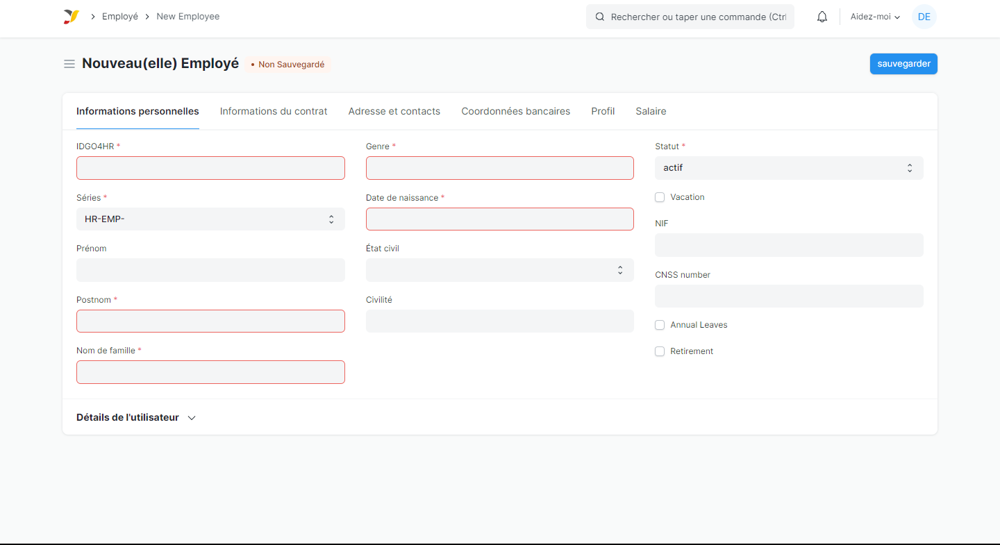 Employé New Employee
Rechercher ou taper une commande (Ctrl
Aidez-moi
DE
Nouveau(elle) Employé
• Non Sauvegardé
sauvegarder
Informations personnelles
Informations du contrat
Adresse et contacts
Coordonnées bancaires
Profil
Salaire
IDGO4HR *
Séries *
HR-EMP-
Prénom
Postnom *
Nom de famille *
Genre *
Date de naissance *
État civil
Civilité
Statut *
actif
Vacation
NIF
CNSS number
Annual Leaves
Retirement
Détails de l'utilisateur